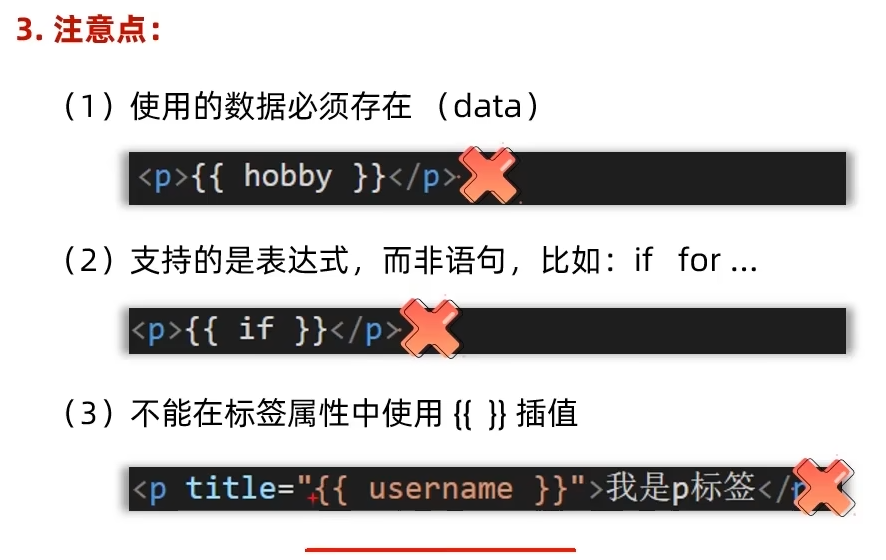 3. 注意点：
（1）使用的数据必须存在 （data）
<p>{{ hobby }}</p>
（2）支持的是表达式，而非语句，比如：if for ...
<p>{{ if }}</p>
（3）不能在标签属性中使用 {{ }} 插值
<p title="{{ username }}">我是p标签</p